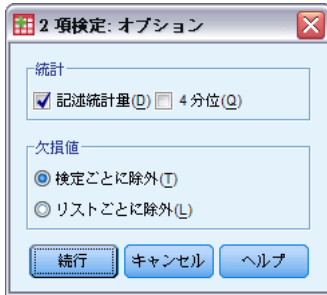 2 項検定: オプション
統計
記述統計量(D) 4 分位(Q)
欠損値
検定ごとに除外(T)
リストごとに除外(L)
続行 キャンセル ヘルプ